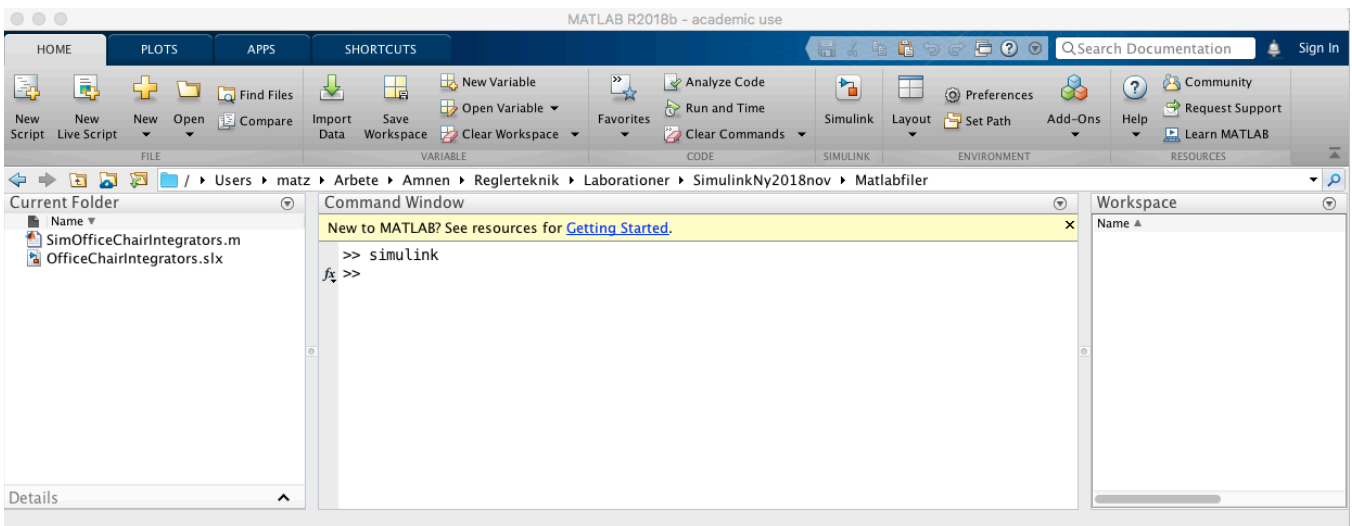 MATLAB R2018b - academic use
HOME PLOTS APPS SHORTCUTS Search Documentation Sign In
New Script New Live Script New Open Find Files Compare Import Data Save Workspace New Variable Open Variable Clear Workspace Favorites Analyze Code Run and Time Clear Commands Simulink Layout Preferences Set Path Add-Ons Help Community Request Support Learn MATLAB
FILE VARIABLE CODE SIMULINK ENVIRONMENT RESOURCES
/ Users matz Arbete Amnen Reglerteknik Laborationer SimulinkNy2018nov Matlabfiler
Current Folder Command Window Workspace
Name New to MATLAB? See resources for Getting Started. x Name
SimOfficeChairIntegrators.m
OfficeChairIntegrators.slx
>> simulink
fx >>
Details